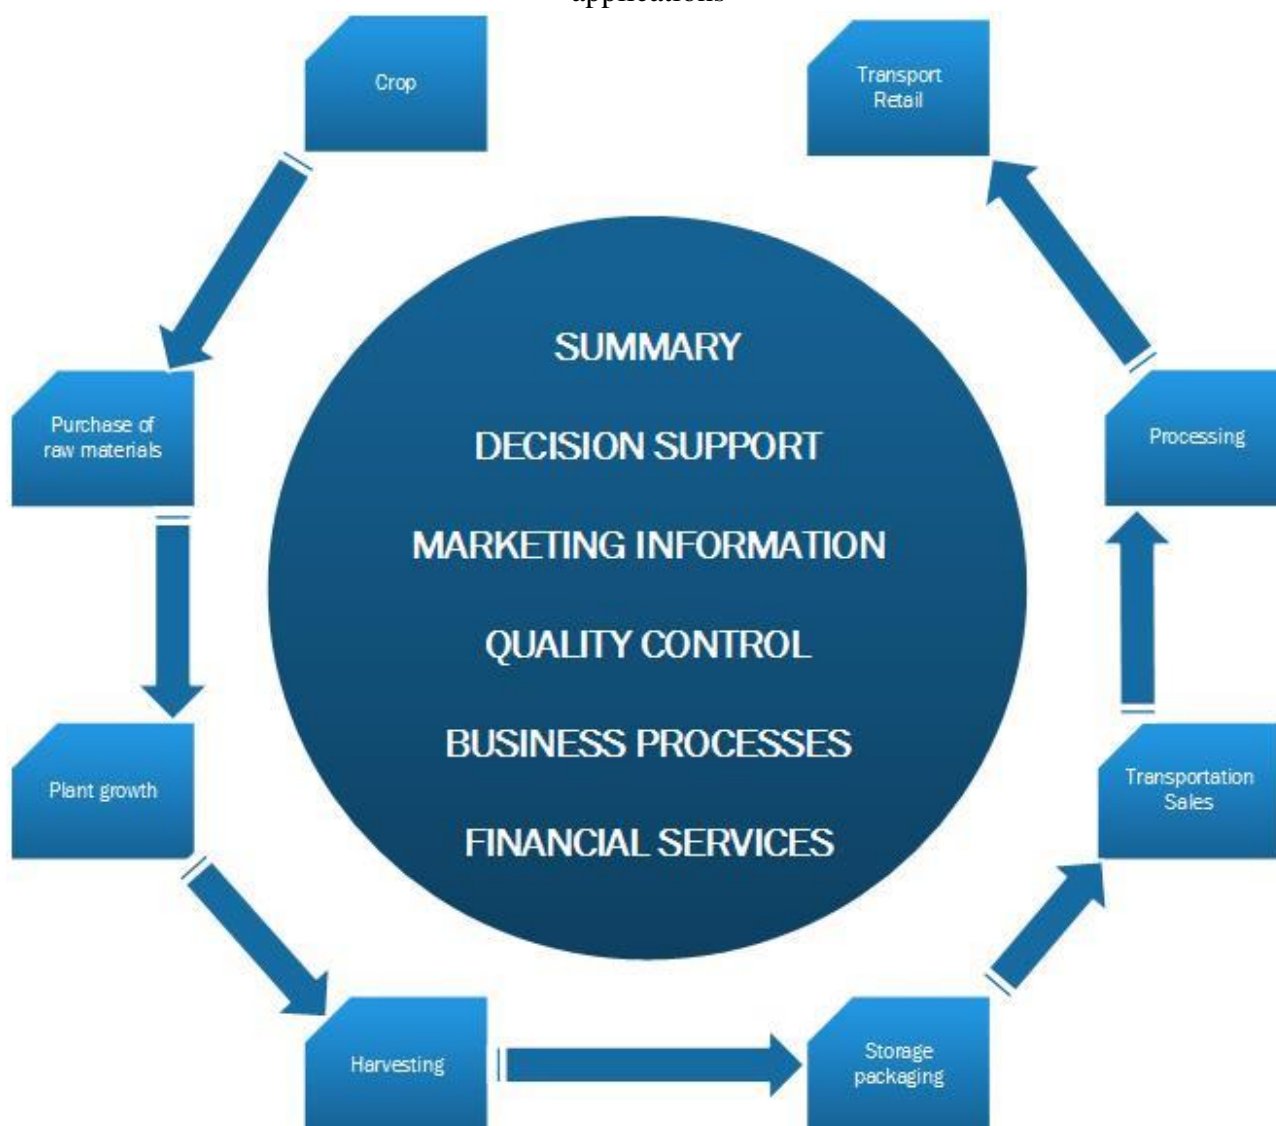 applications
Crop
Transport
Retail
SUMMARY
DECISION SUPPORT
MARKETING INFORMATION
QUALITY CONTROL
BUSINESS PROCESSES
FINANCIAL SERVICES
Purchase of
raw materials
Processing
Plant growth
Transportation
Sales
Harvesting
Storage
packaging